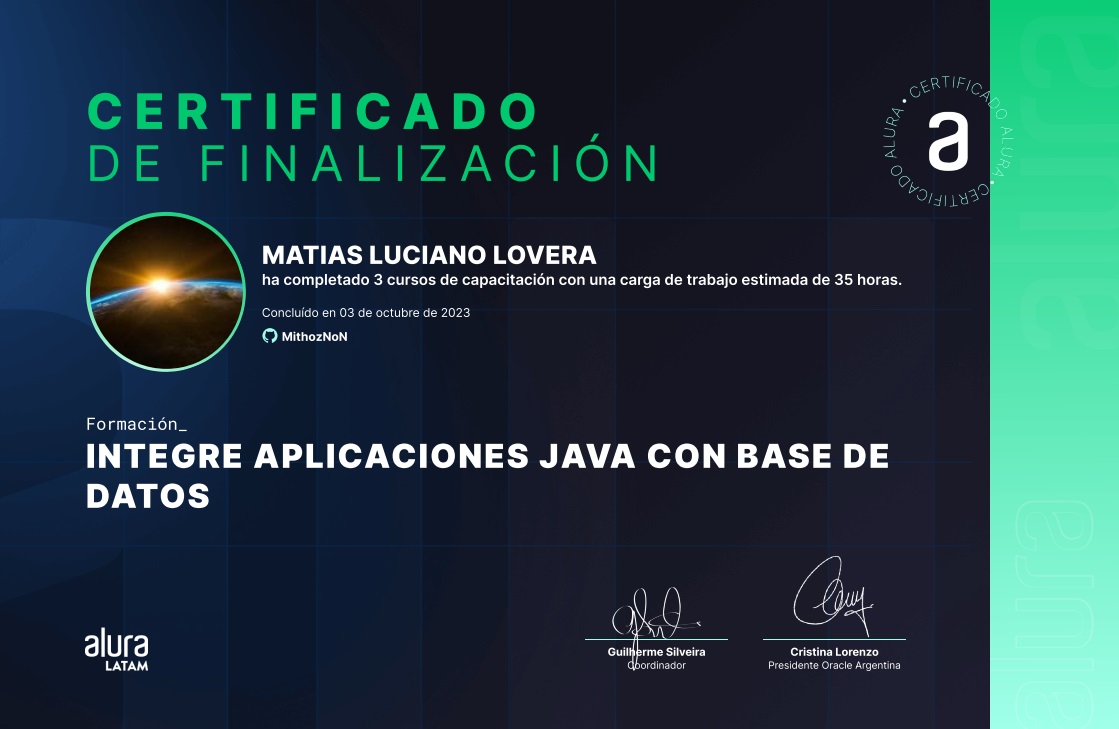 CERTIFICADO
DE FINALIZACIÓN
CERTIFICADO ALURA • CERTIFICADO ALURA •
a
MATIAS LUCIANO LOVERA
ha completado 3 cursos de capacitación con una carga de trabajo estimada de 35 horas.
Concluído en 03 de octubre de 2023
MithozNoN
Formación_
INTEGRE APLICACIONES JAVA CON BASE DE
DATOS
alura
LATAM
Guilherme Silveira
Coordinador
Cristina Lorenzo
Presidente Oracle Argentina
alura
alura